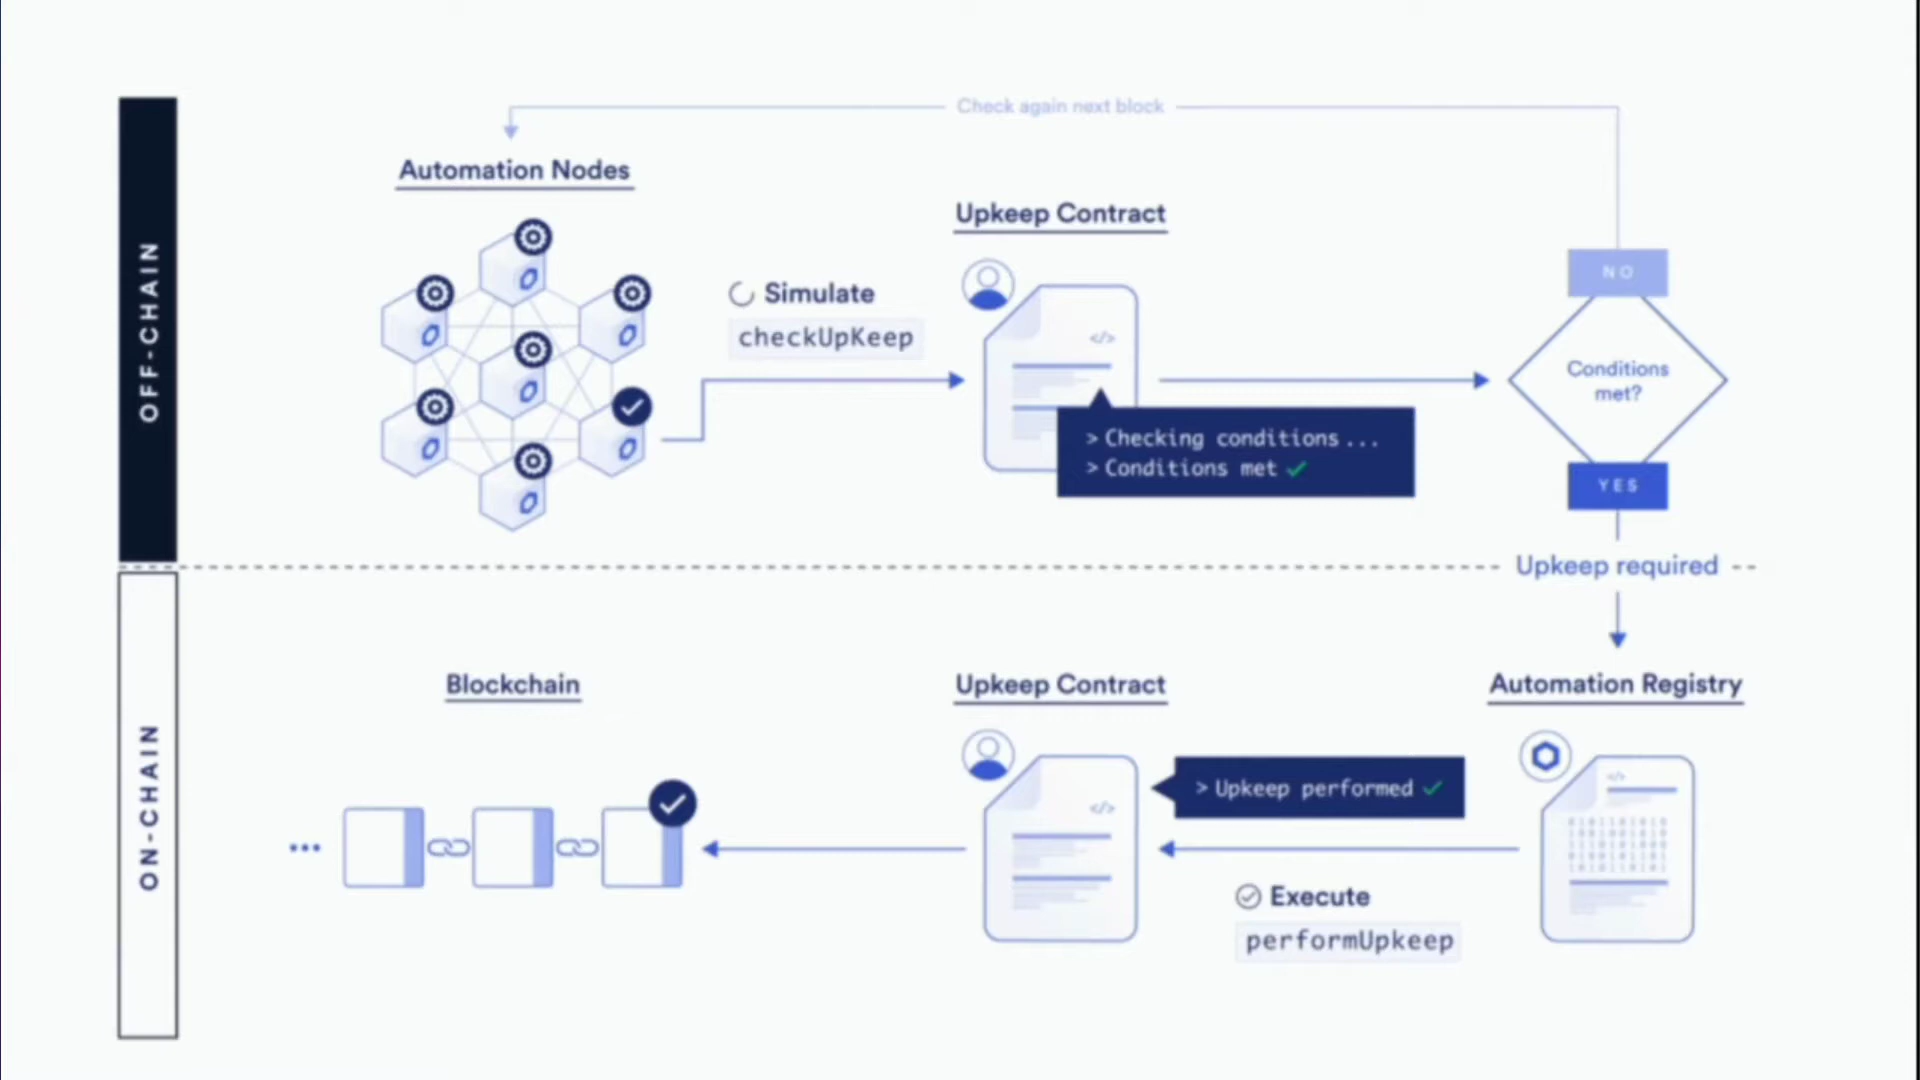 Check again next block
Automation Nodes
Upkeep Contract
OFF-CHAIN
NO
Simulate
checkUpKeep
</>
Conditions
met?
> Checking conditions...
> Conditions met
YES
Upkeep required
Blockchain
Upkeep Contract
Automation Registry
ON-CHAIN
> Upkeep performed
</>
</>
Execute
performUpkeep